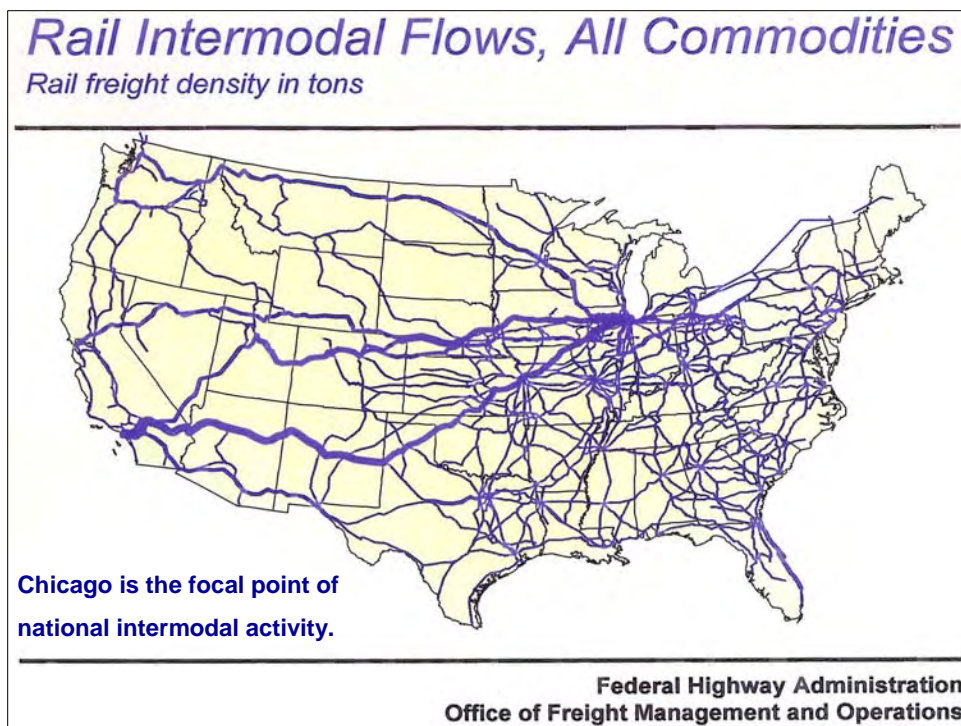 Rail Intermodal Flows, All Commodities
Rail freight density in tons
Chicago is the focal point of
national intermodal activity.
Federal Highway Administration
Office of Freight Management and Operations